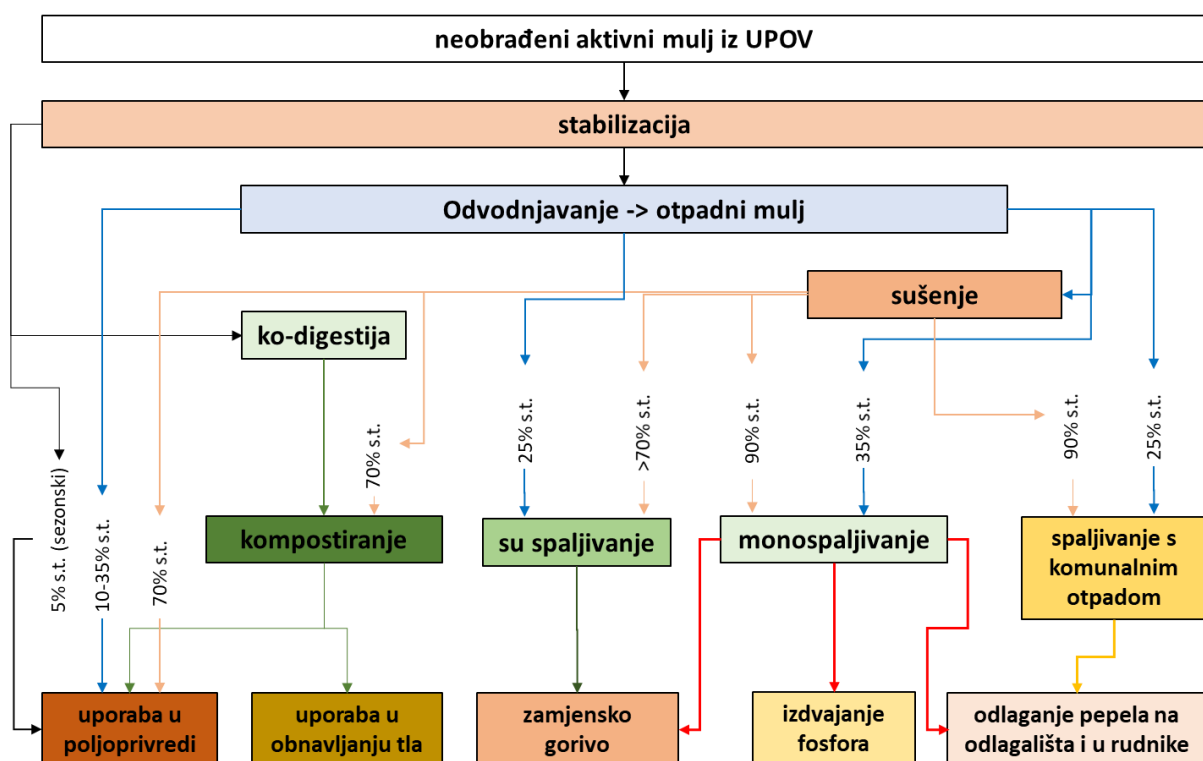 neobrađeni aktivni mulj iz UPOV
stabilizacija
Odvodnjavanje -> otpadni mulj
sušenje
ko-digestija
5% s.t. (sezonski)
10-35% s.t.
70% s.t.
70% s.t.
25% s.t.
>70% s.t.
90% s.t.
35% s.t.
90% s.t.
25% s.t.
kompostiranje
su spaljivanje
monospaljivanje
spaljivanje s
komunalnim
otpadom
uporaba u
poljoprivredi
uporaba u
obnavljanju tla
zamjensko
gorivo
izdvajanje
fosfora
odlaganje pepela na
odlagališta i u rudnike